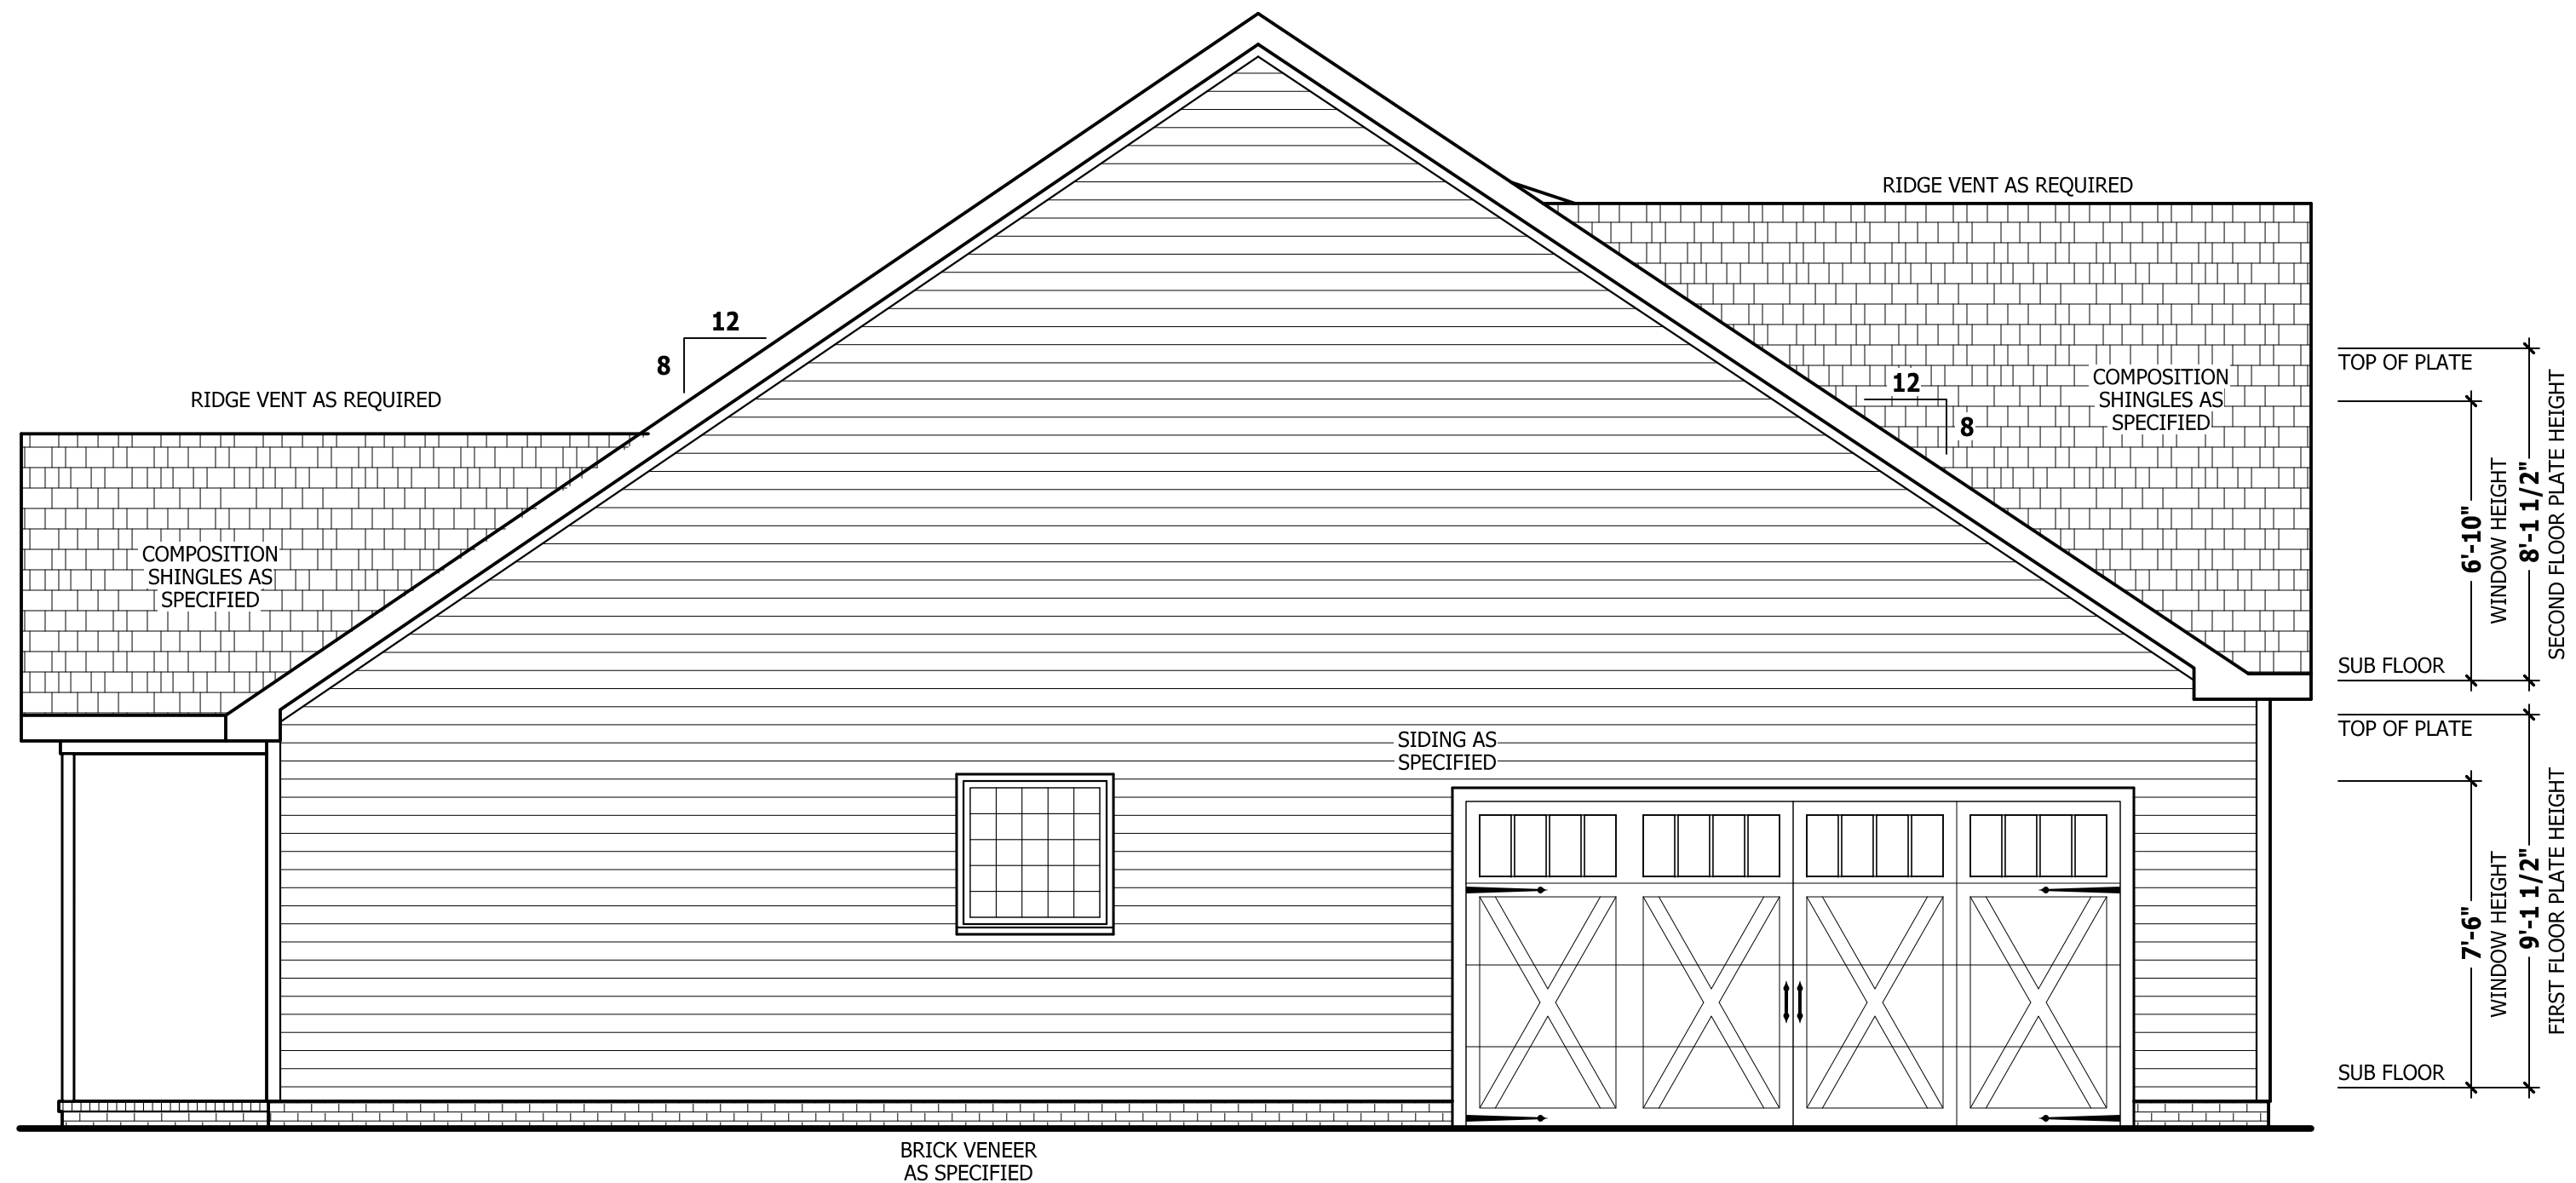 RIDGE VENT AS REQUIRED
12
8
RIDGE VENT AS REQUIRED
COMPOSITION
SHINGLES AS
SPECIFIED
12
8
COMPOSITION
SHINGLES AS
SPECIFIED
TOP OF PLATE
6'-10"
WINDOW HEIGHT
8'-1 1/2"
SECOND FLOOR PLATE HEIGHT
SUB FLOOR
TOP OF PLATE
SIDING AS
SPECIFIED
7'-6"
WINDOW HEIGHT
9'-1 1/2"
FIRST FLOOR PLATE HEIGHT
SUB FLOOR
BRICK VENEER
AS SPECIFIED